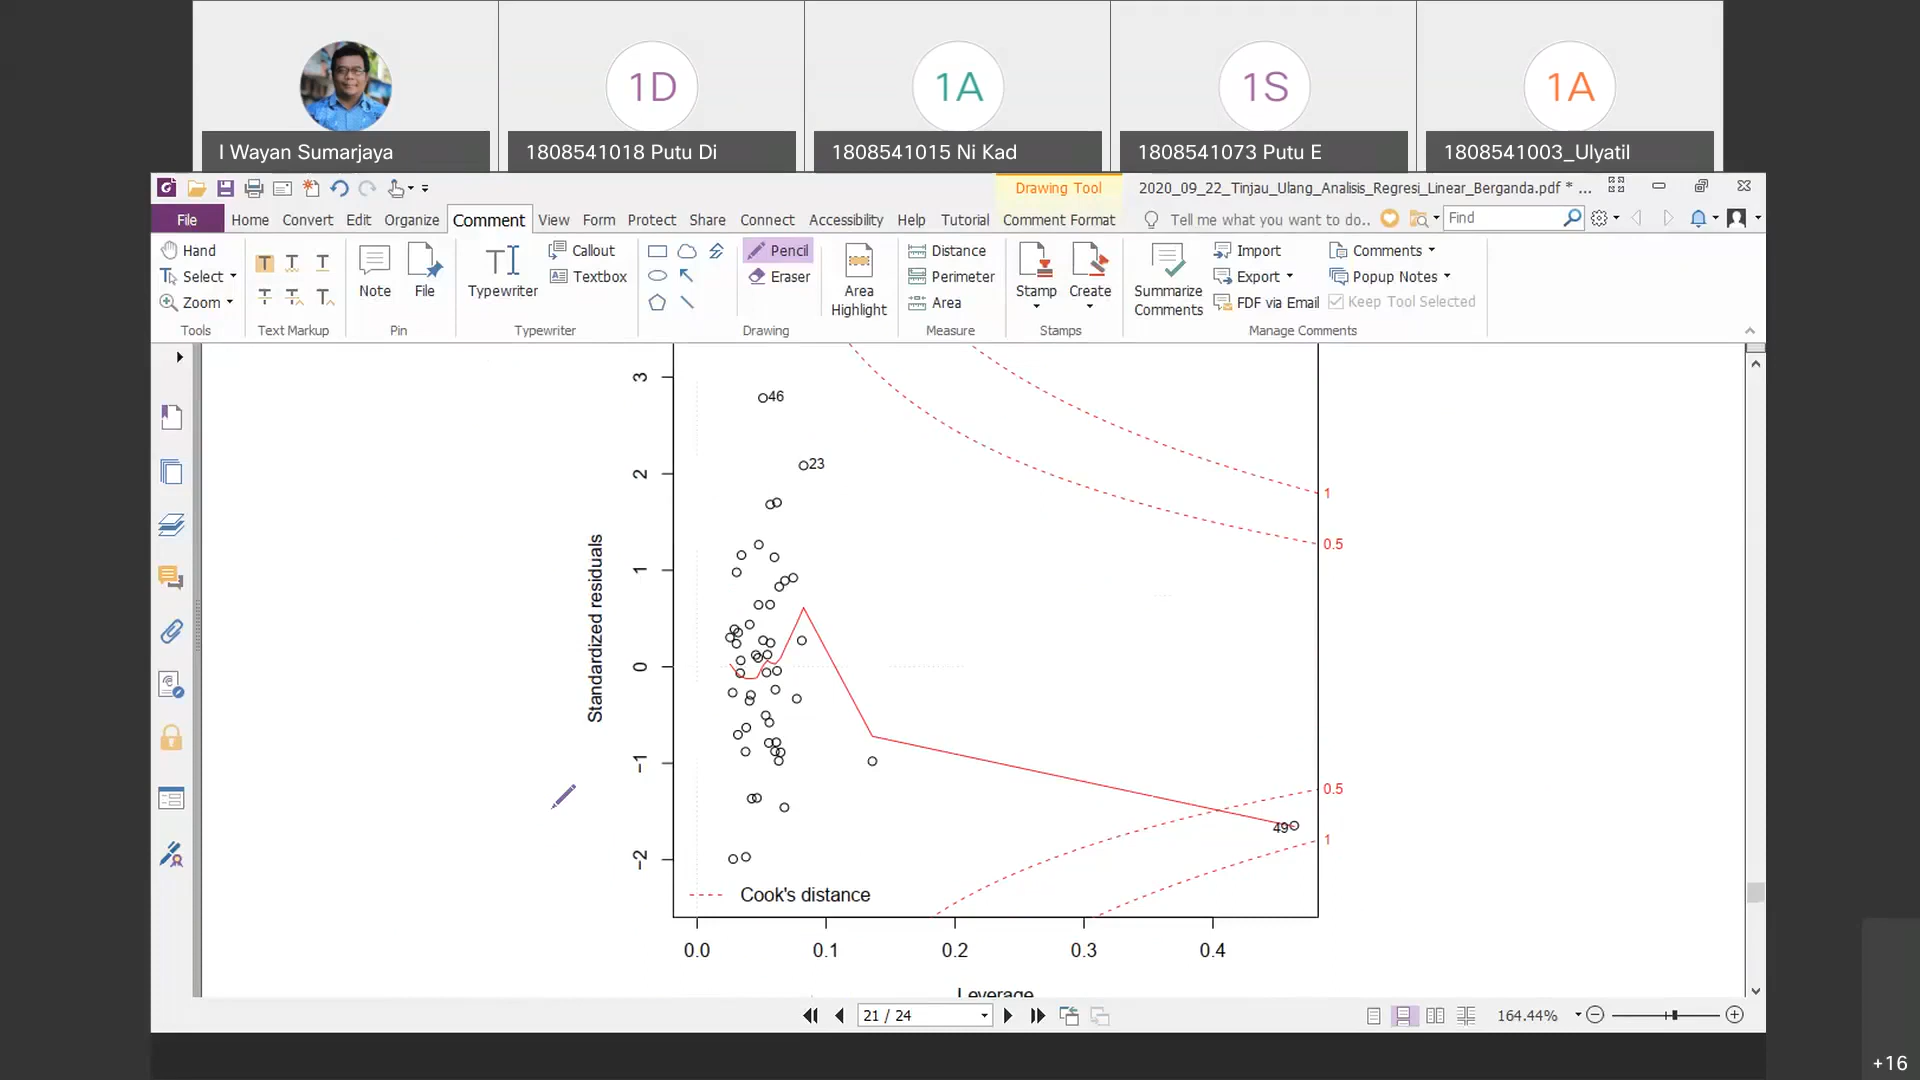 1D
1A
1S
1A
I Wayan Sumarjaya
1808541018 Putu Di
1808541015 Ni Kad
1808541073 Putu E
1808541003_Ulyatil
Drawing Tool
2020_09_22_Tinjau_Ulang_Analisis_Regresi_Linear_Berganda.pdf * ...
File Home Convert Edit Organize Comment View Form Protect Share Connect Accessibility Help Tutorial Comment Format Tell me what you want to do.. Find
Hand
Select
Zoom
Tools
Text Markup
Note
File
Pin
Typewriter
Callout
Textbox
Typewriter
Pencil
Eraser
Area
Highlight
Drawing
Distance
Perimeter
Area
Measure
Stamp
Create
Stamps
Summarize
Comments
Import
Export
FDF via Email
Comments
Popup Notes
Keep Tool Selected
Manage Comments
3
2
1
0
−1
−2
Standardized residuals
46
23
49
1
0.5
0.5
1
Cook's distance
0.0 0.1 0.2 0.3 0.4
Leverage
21 / 24
164.44%
+16